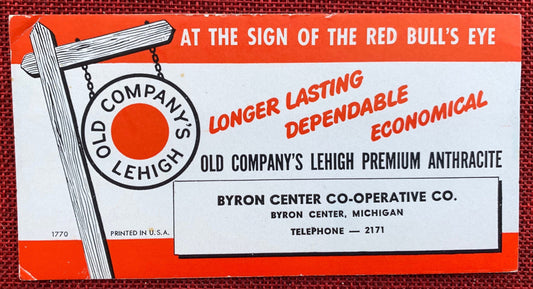 AT THE SIGN OF THE RED BULL'S EYE
OLD COMPANY'S
LEHIGH
LONGER LASTING
DEPENDABLE
ECONOMICAL
OLD COMPANY'S LEHIGH PREMIUM ANTHRACITE
BYRON CENTER CO-OPERATIVE CO.
BYRON CENTER, MICHIGAN
TELEPHONE — 2171
1770 PRINTED IN U.S.A.